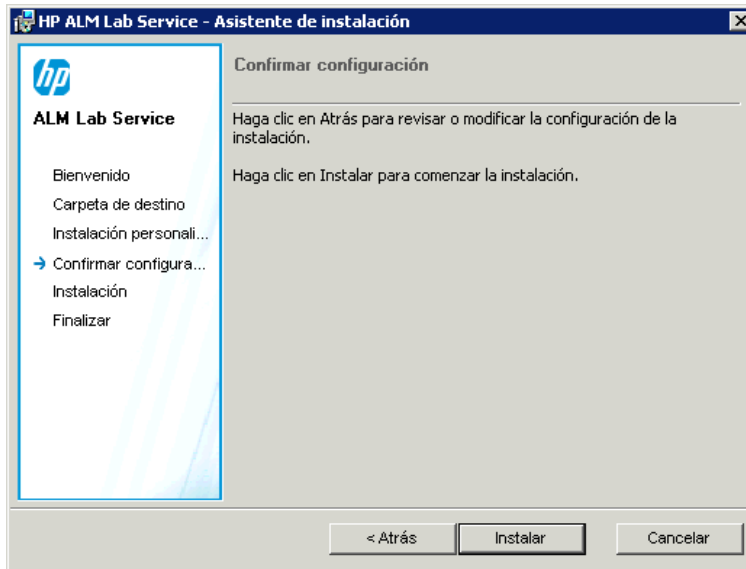 HP ALM Lab Service - Asistente de instalación
hp
ALM Lab Service
Bienvenido
Carpeta de destino
Instalación personali...
Confirmar configura...
Instalación
Finalizar
Confirmar configuración
Haga clic en Atrás para revisar o modificar la configuración de la
instalación.
Haga clic en Instalar para comenzar la instalación.
< Atrás
Instalar
Cancelar